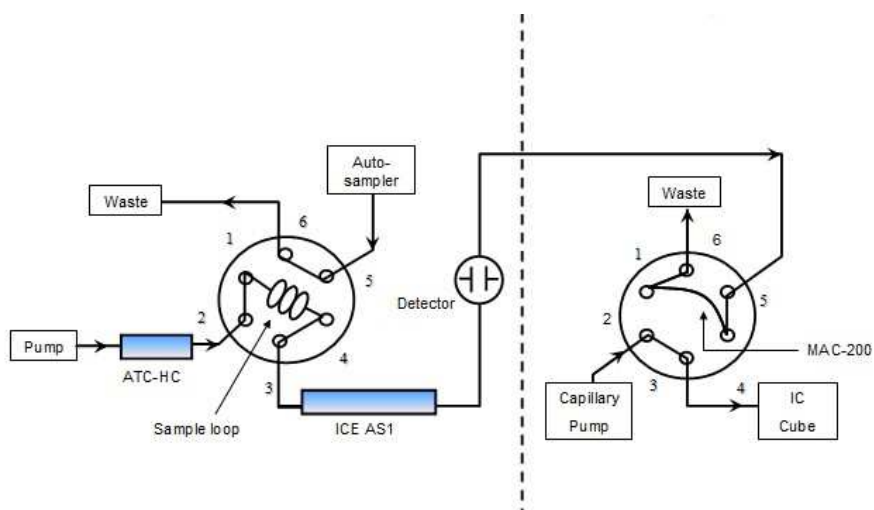 Auto-
sampler
Waste
6
1
5
2
Pump
ATC-HC
4
3
Sample loop
ICE AS1
Detector
Waste
6
1
5
2
MAC-200
3
4
Capillary
Pump
IC
Cube